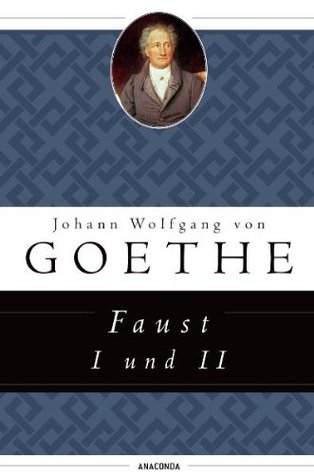 Johann Wolfgang von
GOETHE
Faust
I und II
ANACONDA